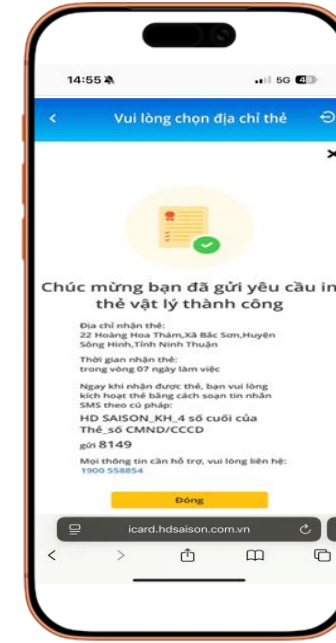 14:55
5G 43
Vui lòng chọn địa chỉ thẻ
Chúc mừng bạn đã gửi yêu cầu in
thẻ vật lý thành công
Địa chỉ nhận thẻ:
22 Hoàng Hoa Thám,Xã Bắc Sơn,Huyện
Sông Hinh,Tỉnh Ninh Thuận
Thời gian nhận thẻ:
trong vòng 07 ngày làm việc
Ngay khi nhận được thẻ, bạn vui lòng
kích hoạt thẻ bằng cách soạn tin nhắn
SMS theo cú pháp:
HD SAISON_KH_4 số cuối của
Thẻ_số CMND/CCCD
gửi 8149
Mọi thông tin cần hỗ trợ, vui lòng liên hệ:
1900 558854
Đóng
icard.hdsaison.com.vn